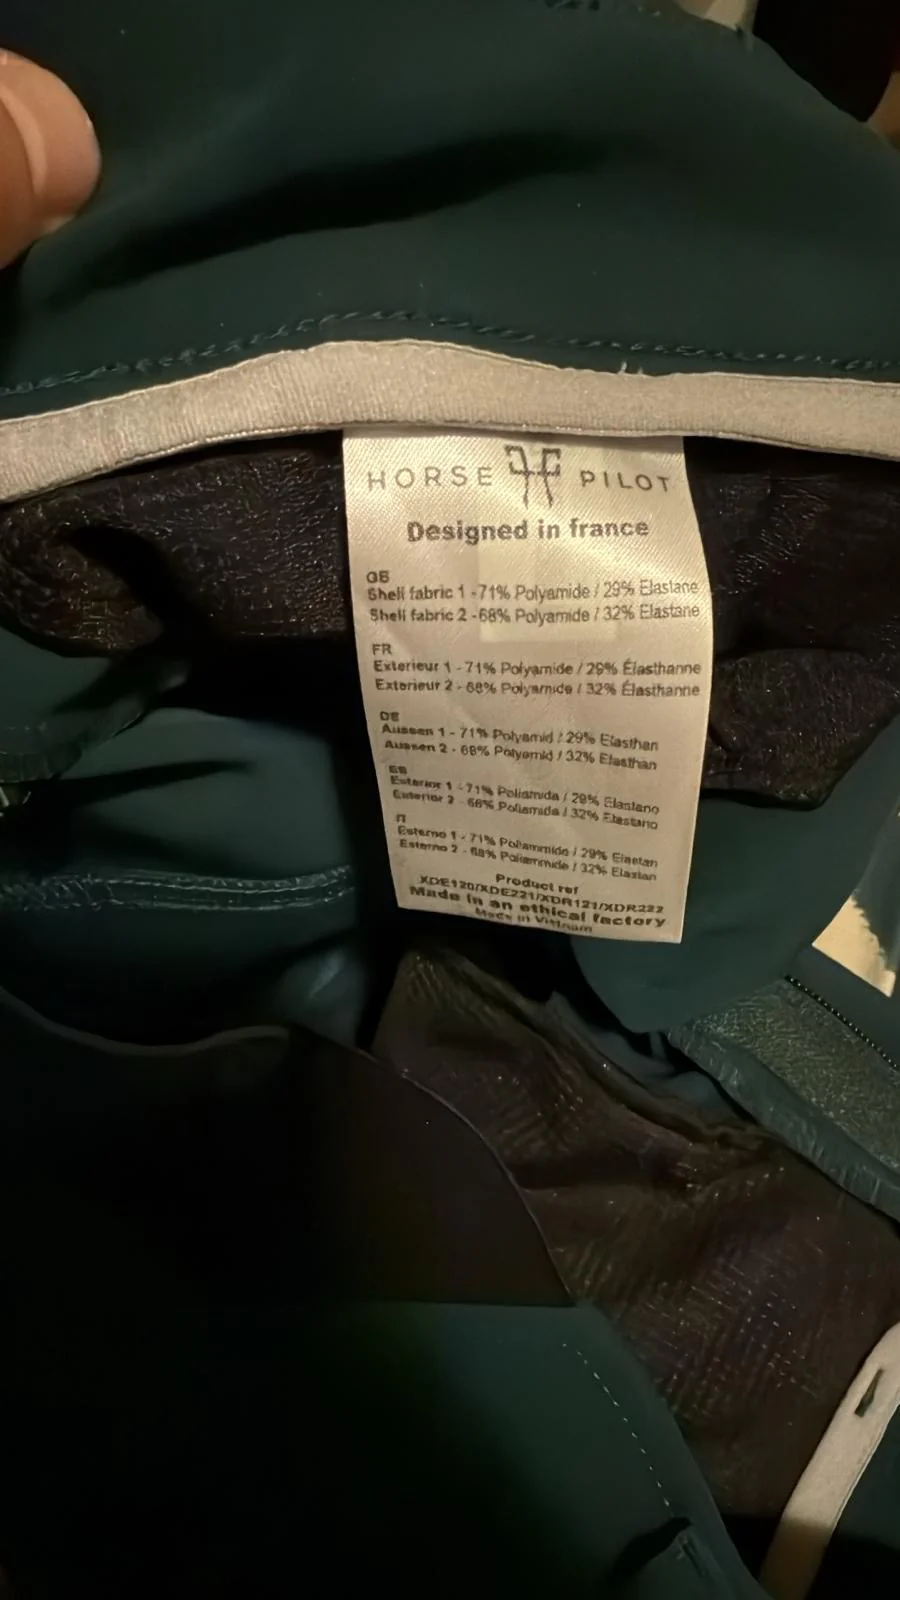 HORSE PILOT
Designed in france
GB
Shell fabric 1 -71% Polyamide / 29% Elastane
Shell fabric 2 -68% Polyamide / 32% Elastane
FR
Exterieur 1 - 71% Polyamide / 29% Élasthanne
Exterieur 2 - 68% Polyamide / 32% Élasthanne
DE
Aussen 1 - 71% Polyamid / 29% Elasthan
Aussen 2 - 68% Polyamid / 32% Elasthan
ES
Exterior 1 - 71% Poliamida / 29% Elastano
Exterior 2 - 68% Poliamida / 32% Elastano
IT
Esterno 1 - 71% Poliammide / 29% Elastan
Esterno 2 - 68% Poliammide / 32% Elastan
Product ref
XDE120/XDE221/XDR121/XDR222
Made in an ethical factory
Made in Vietnam